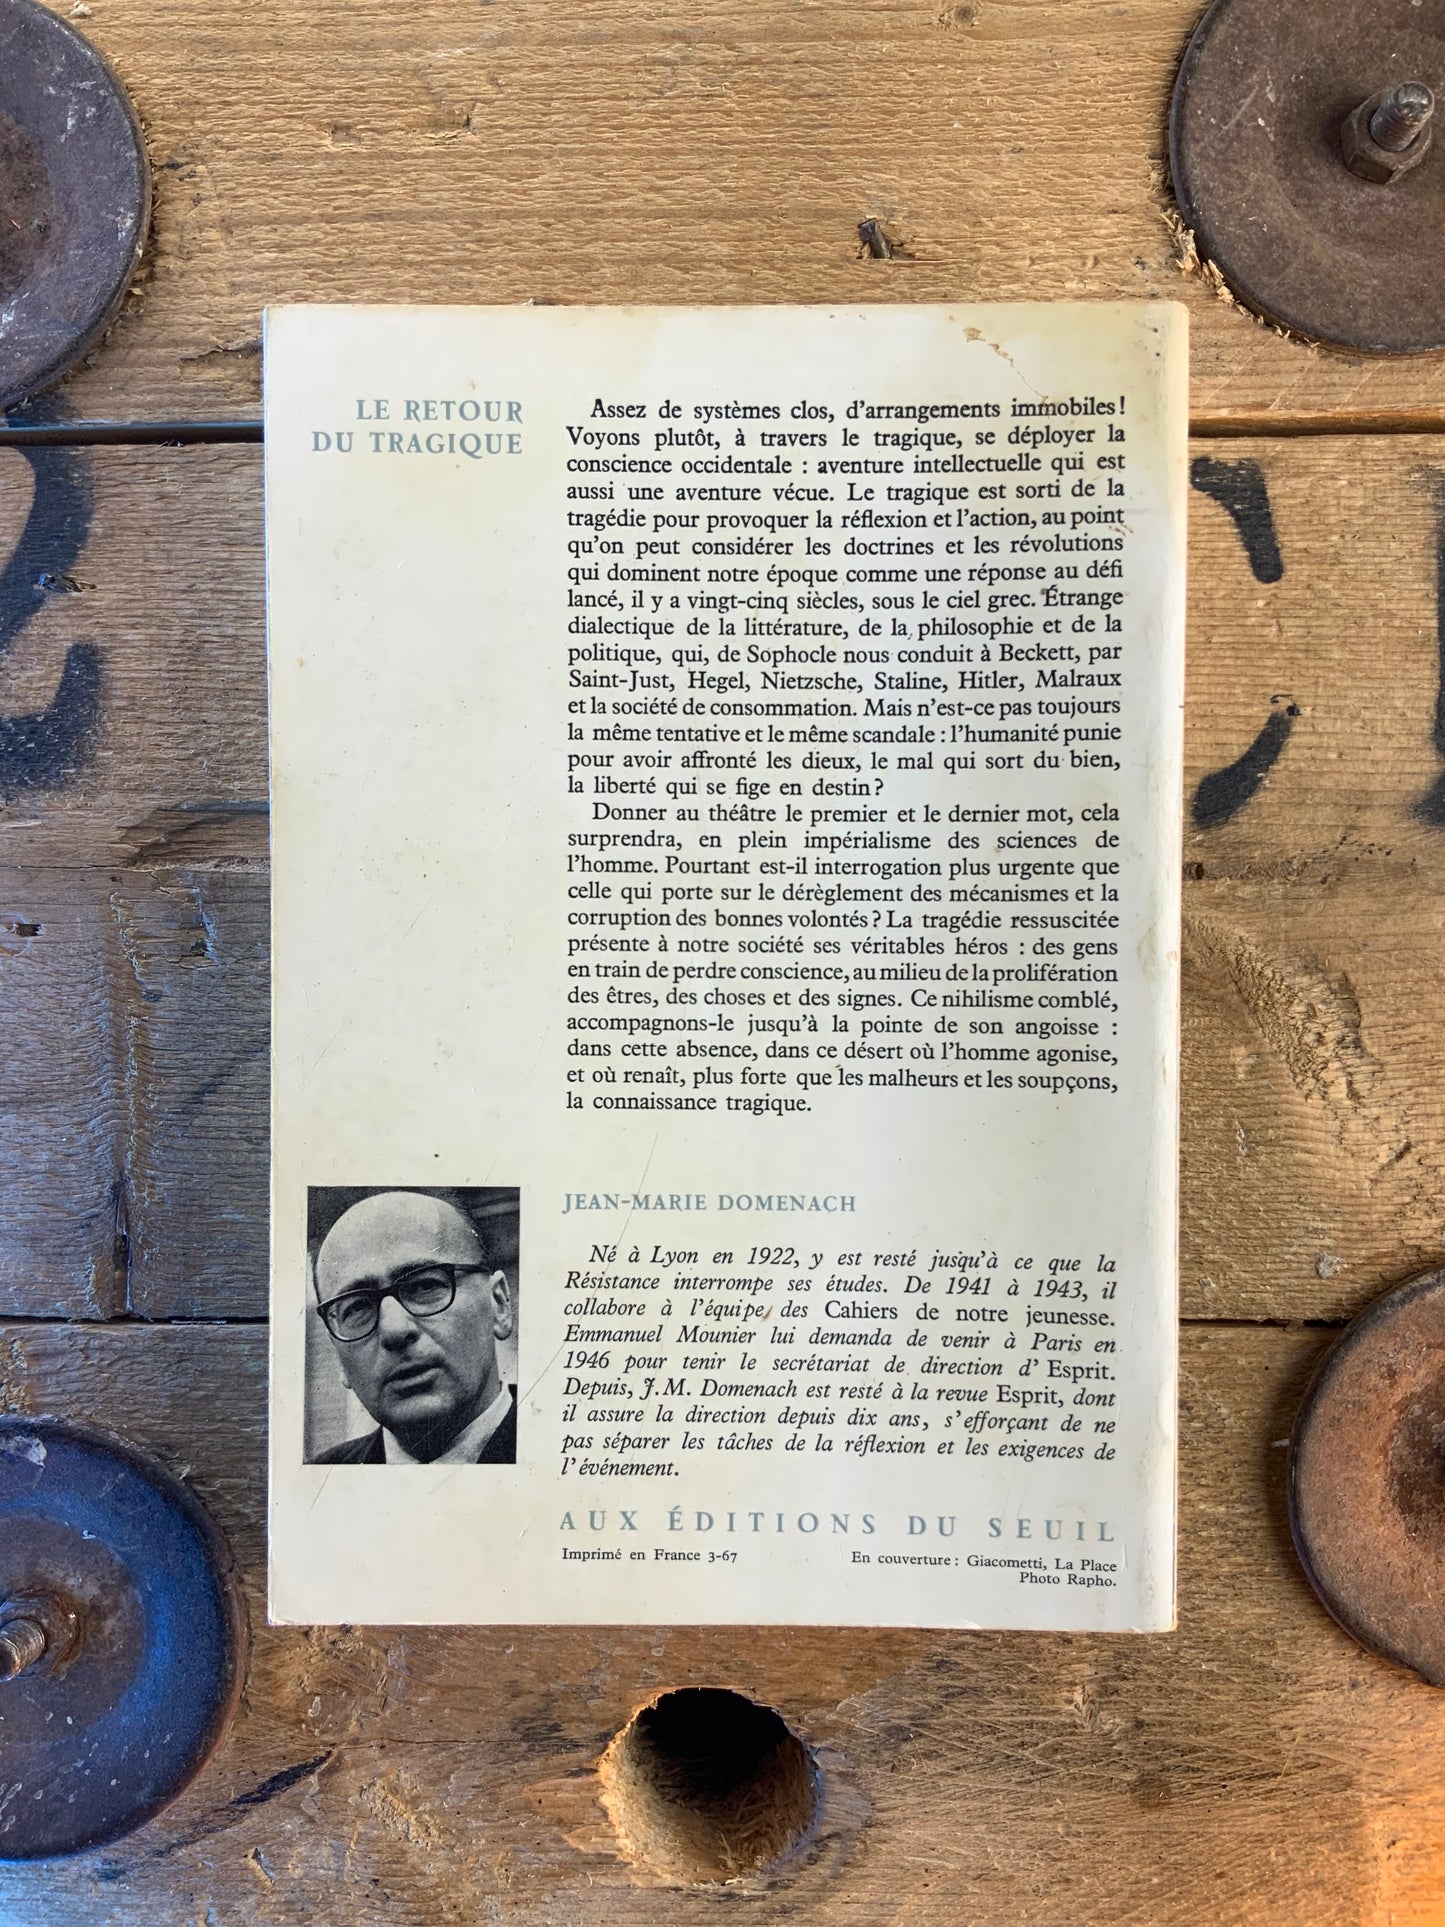 LE RETOUR
DU TRAGIQUE
Assez de systèmes clos, d'arrangements immobiles!
Voyons plutôt, à travers le tragique, se déployer la
conscience occidentale : aventure intellectuelle qui est
aussi une aventure vécue. Le tragique est sorti de la
tragédie pour provoquer la réflexion et l'action, au point
qu'on peut considérer les doctrines et les révolutions
qui dominent notre époque comme une réponse au défi
lancé, il y a vingt-cinq siècles, sous le ciel grec. Étrange
dialectique de la littérature, de la philosophie et de la
politique, qui, de Sophocle nous conduit à Beckett, par
Saint-Just, Hegel, Nietzsche, Staline, Hitler, Malraux
et la société de consommation. Mais n'est-ce pas toujours
la même tentative et le même scandale : l'humanité punie
pour avoir affronté les dieux, le mal qui sort du bien,
la liberté qui se fige en destin?
Donner au théâtre le premier et le dernier mot, cela
surprendra, en plein impérialisme des sciences de
l'homme. Pourtant est-il interrogation plus urgente que
celle qui porte sur le dérèglement des mécanismes et la
corruption des bonnes volontés? La tragédie ressuscitée
présente à notre société ses véritables héros : des gens
en train de perdre conscience, au milieu de la prolifération
des êtres, des choses et des signes. Ce nihilisme comblé,
accompagnons-le jusqu'à la pointe de son angoisse :
dans cette absence, dans ce désert où l'homme agonise,
et où renaît, plus forte que les malheurs et les soupçons,
la connaissance tragique.
JEAN-MARIE DOMENACH
Né à Lyon en 1922, y est resté jusqu'à ce que la
Résistance interrompe ses études. De 1941 à 1943, il
collabore à l'équipe des Cahiers de notre jeunesse.
Emmanuel Mounier lui demanda de venir à Paris en
1946 pour tenir le secrétariat de direction d'Esprit.
Depuis, J.M. Domenach est resté à la revue Esprit, dont
il assure la direction depuis dix ans, s'efforçant de ne
pas séparer les tâches de la réflexion et les exigences de
l'événement.
AUX ÉDITIONS DU SEUIL
Imprimé en France 3-67
En couverture : Giacometti, La Place
Photo Rapho.